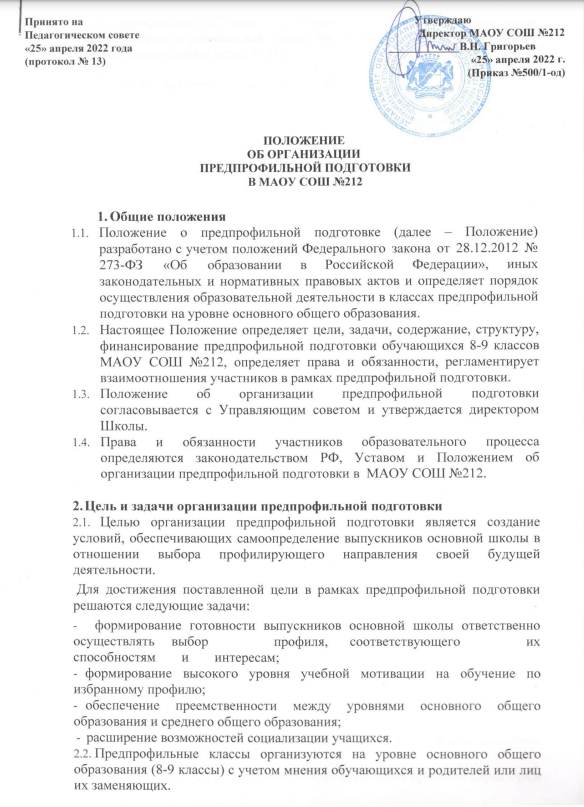 Принято на
Педагогическом совете
«25» апреля 2022 года
(протокол № 13)
Утверждаю
Директор МАОУ СОШ №212
В.Н. Григорьев
«25» апреля 2022 г.
(Приказ №500/1-од)
ПОЛОЖЕНИЕ
ОБ ОРГАНИЗАЦИИ
ПРЕДПРОФИЛЬНОЙ ПОДГОТОВКИ
В МАОУ СОШ №212
1. Общие положения
1.1. Положение о предпрофильной подготовке (далее – Положение)
разработано с учетом положений Федерального закона от 28.12.2012 №
273-ФЗ «Об образовании в Российской Федерации», иных
законодательных и нормативных правовых актов и определяет порядок
осуществления образовательной деятельности в классах предпрофильной
подготовки на уровне основного общего образования.
1.2. Настоящее Положение определяет цели, задачи, содержание, структуру,
финансирование предпрофильной подготовки обучающихся 8-9 классов
МАОУ СОШ №212, определяет права и обязанности, регламентирует
взаимоотношения участников в рамках предпрофильной подготовки.
1.3. Положение об организации предпрофильной подготовки
согласовывается с Управляющим советом и утверждается директором
Школы.
1.4. Права и обязанности участников образовательного процесса
определяются законодательством РФ, Уставом и Положением об
организации предпрофильной подготовки в МАОУ СОШ №212.
2. Цель и задачи организации предпрофильной подготовки
2.1. Целью организации предпрофильной подготовки является создание
условий, обеспечивающих самоопределение выпускников основной школы в
отношении выбора профилирующего направления своей будущей
деятельности.
Для достижения поставленной цели в рамках предпрофильной подготовки
решаются следующие задачи:
- формирование готовности выпускников основной школы ответственно
осуществлять выбор профиля, соответствующего их
способностям и интересам;
- формирование высокого уровня учебной мотивации на обучение по
избранному профилю;
- обеспечение преемственности между уровнями основного общего
образования и среднего общего образования;
- расширение возможностей социализации учащихся.
2.2. Предпрофильные классы организуются на уровне основного общего
образования (8-9 классы) с учетом мнения обучающихся и родителей или лиц
их заменяющих.